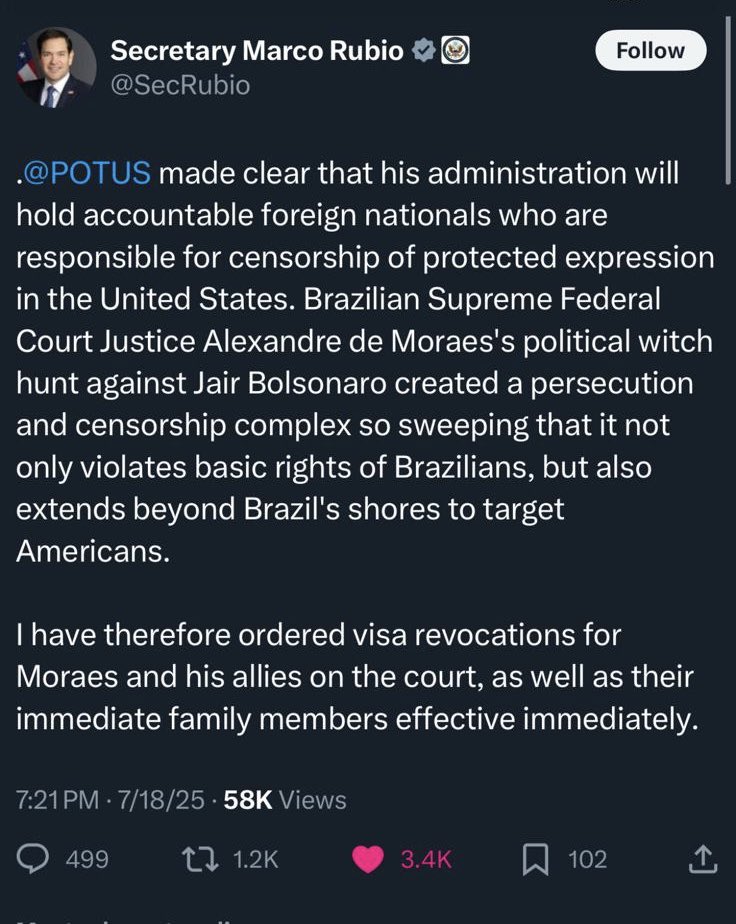 Secretary Marco Rubio
Follow
@SecRubio
.@POTUS made clear that his administration will
hold accountable foreign nationals who are
responsible for censorship of protected expression
in the United States. Brazilian Supreme Federal
Court Justice Alexandre de Moraes's political witch
hunt against Jair Bolsonaro created a persecution
and censorship complex so sweeping that it not
only violates basic rights of Brazilians, but also
extends beyond Brazil's shores to target
Americans.
I have therefore ordered visa revocations for
Moraes and his allies on the court, as well as their
immediate family members effective immediately.
7:21 PM · 7/18/25 · 58K Views
499 1.2K 3.4K 102